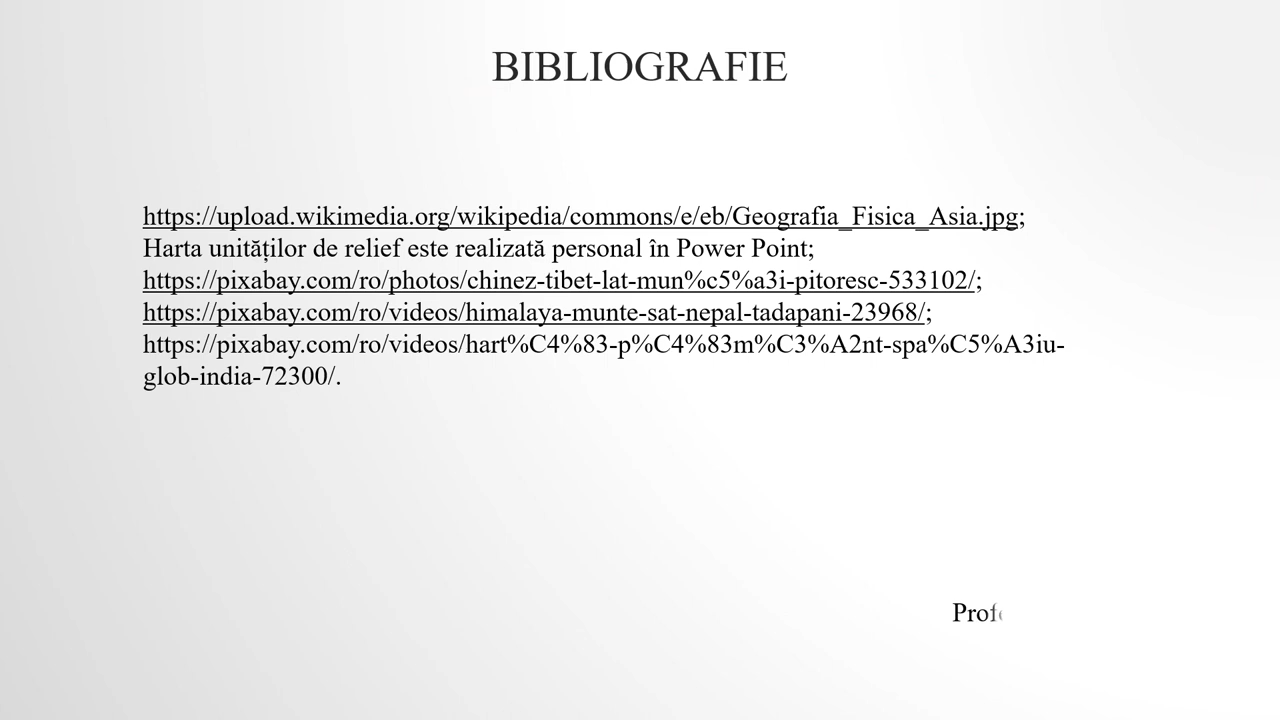 BIBLIOGRAFIE
https://upload.wikimedia.org/wikipedia/commons/e/eb/Geografia_Fisica_Asia.jpg;
Harta unităților de relief este realizată personal în Power Point;
https://pixabay.com/ro/photos/chinez-tibet-lat-mun%c5%a3i-pitoresc-533102/;
https://pixabay.com/ro/videos/himalaya-munte-sat-nepal-tadapani-23968/;
https://pixabay.com/ro/videos/hart%C4%83-p%C4%83m%C3%A2nt-spa%C5%A3iu-
glob-india-72300/.